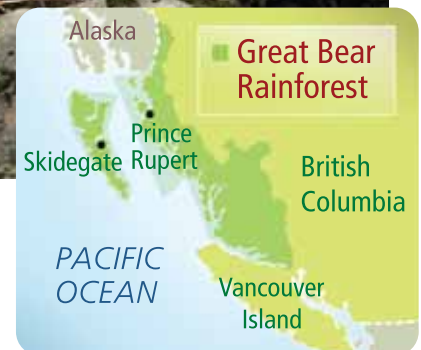 Alaska
Great Bear
Rainforest
Prince
Rupert
Skidegate
British
Columbia
PACIFIC
OCEAN
Vancouver
Island